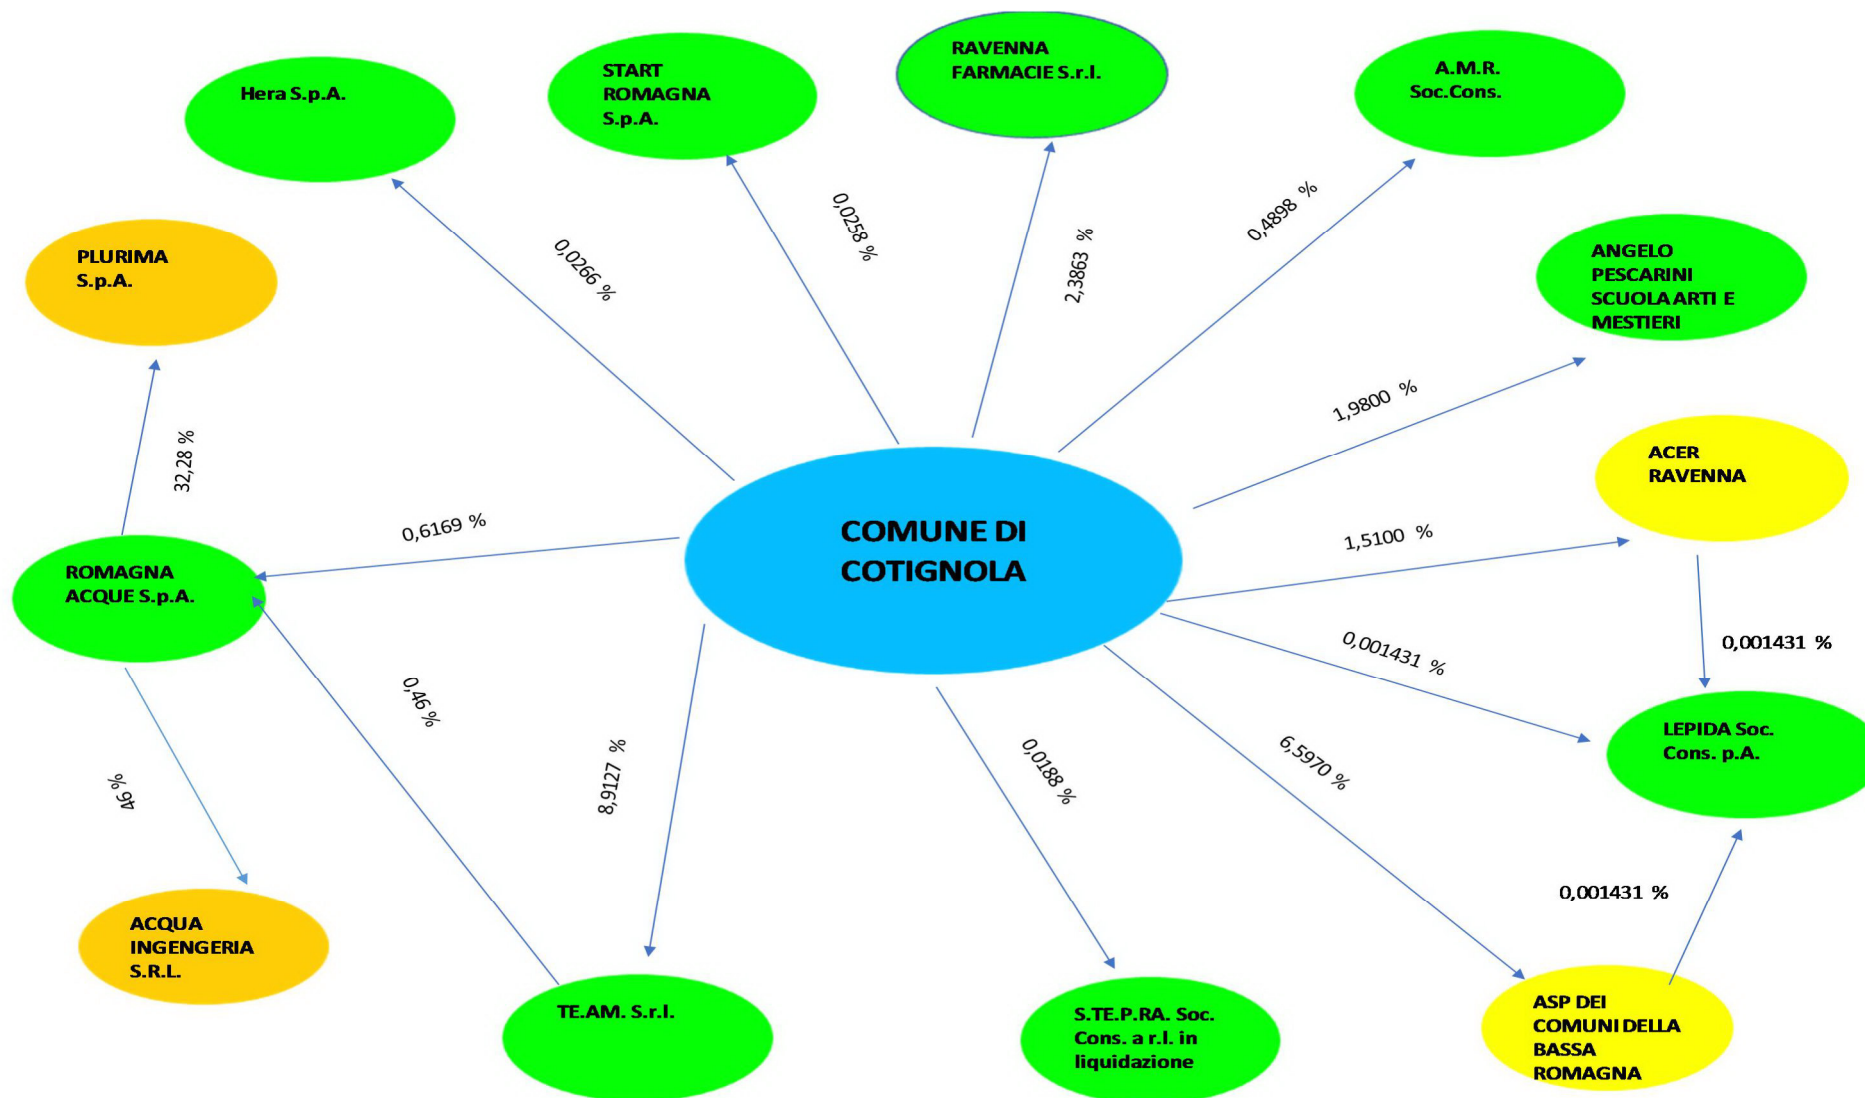 Hera S.p.A.
START
ROMAGNA
S.p.A.
RAVENNA
FARMACIE S.r.l.
A.M.R.
Soc.Cons.
PLURIMA
S.p.A.
ANGELO
PESCARINI
SCUOLA ARTI E
MESTIERI
0,0266 %
0,0258 %
2,3863 %
0,4898 %
1,9800 %
32,28 %
ACER
RAVENNA
0,6169 %
COMUNE DI
COTIGNOLA
1,5100 %
ROMAGNA
ACQUE S.p.A.
0,001431 %
0,001431 %
0,46 %
46 %
8,9127 %
0,0188 %
6,5970 %
LEPIDA Soc.
Cons. p.A.
0,001431 %
ACQUA
INGENGERIA
S.R.L.
TE.AM. S.r.l.
S.TE.P.RA. Soc.
Cons. a r.l. in
liquidazione
ASP DEI
COMUNI DELLA
BASSA
ROMAGNA